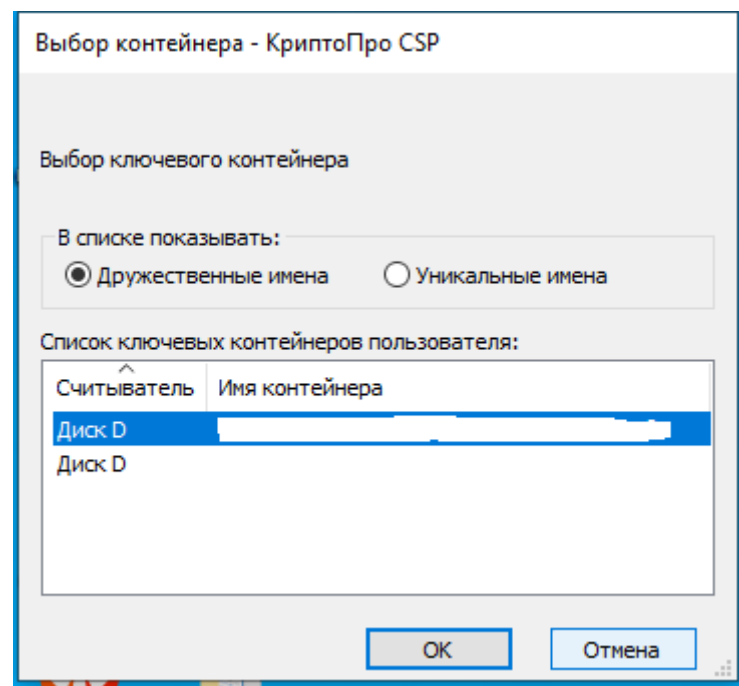 Выбор контейнера - КриптоПро CSP
Выбор ключевого контейнера
В списке показывать:
Дружественные имена Уникальные имена
Список ключевых контейнеров пользователя:
Считыватель Имя контейнера
Диск D
Диск D
ОК Отмена